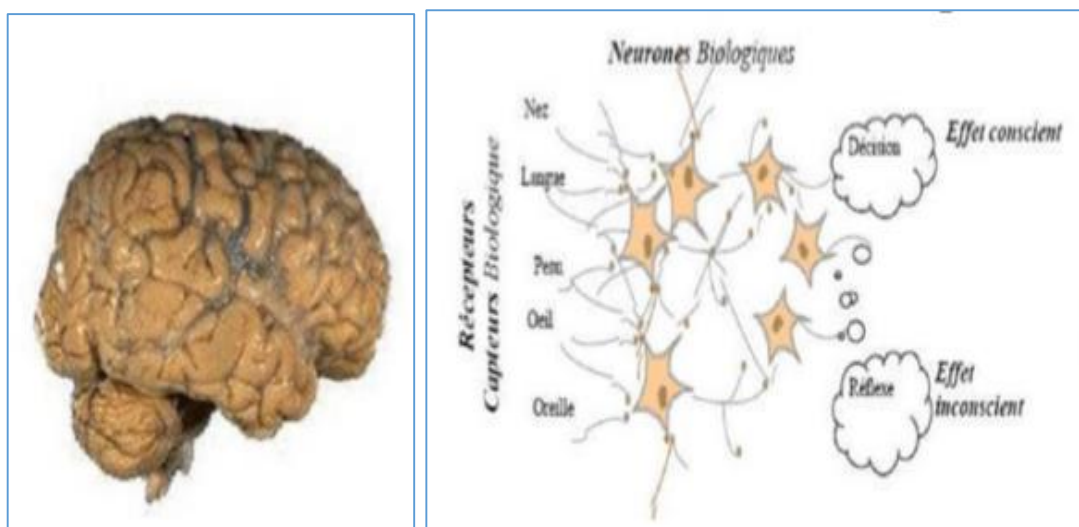 Neurones Biologiques
Récepteurs
Capteurs Biologique
Nez
Langue
Peau
Oeil
Oreille
Décision
Effet conscient
Réflexe
Effet
inconscient